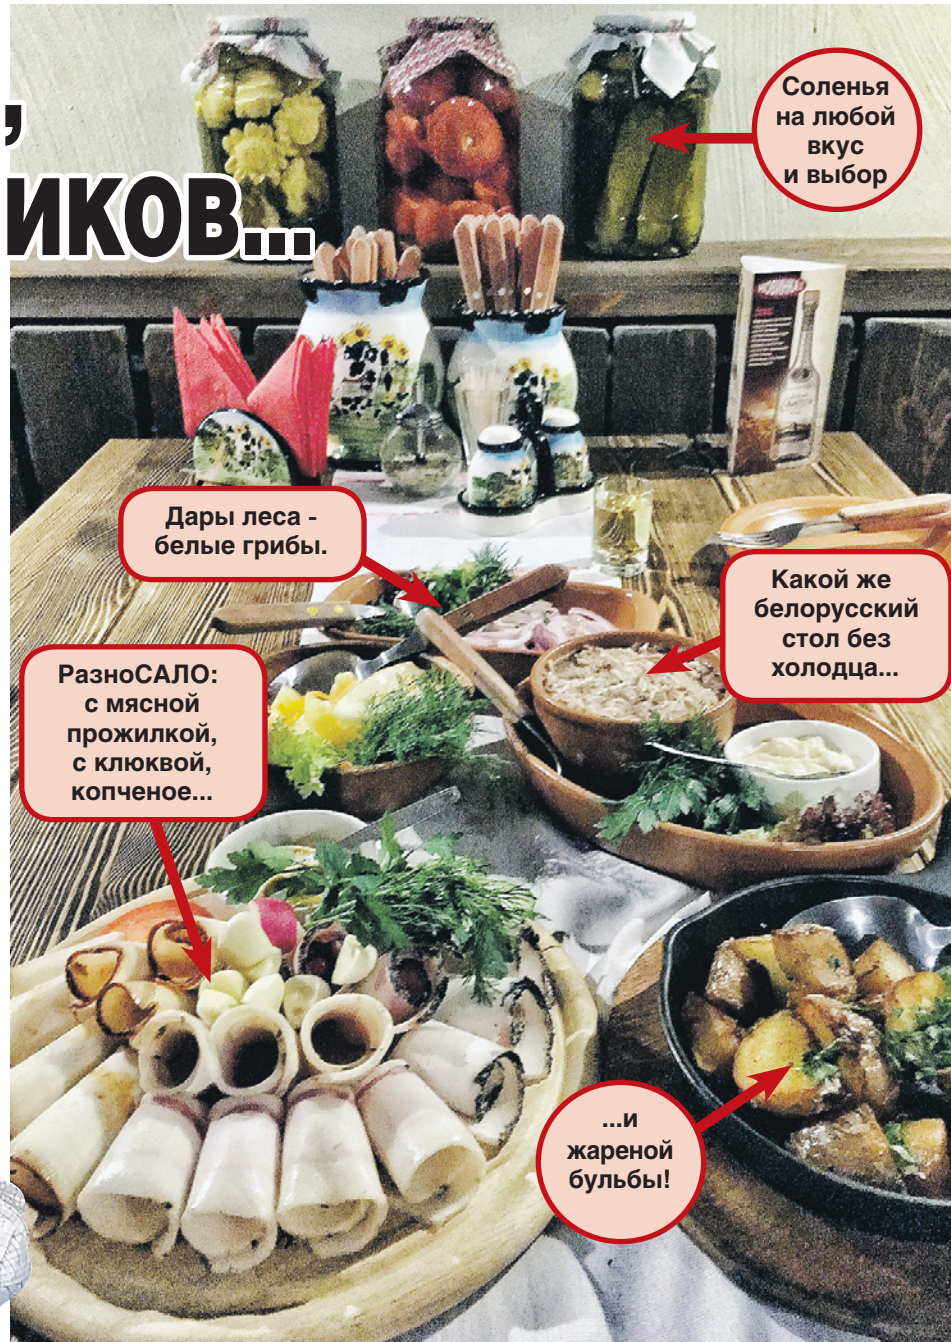 ,
ИКОВ...
Соленья
на любой
вкус
и выбор
Дары леса -
белые грибы.
Какой же
белорусский
стол без
холодца...
РазноСАЛО:
с мясной
прожилкой,
с клюквой,
копченое...
...и
жареной
бульбы!